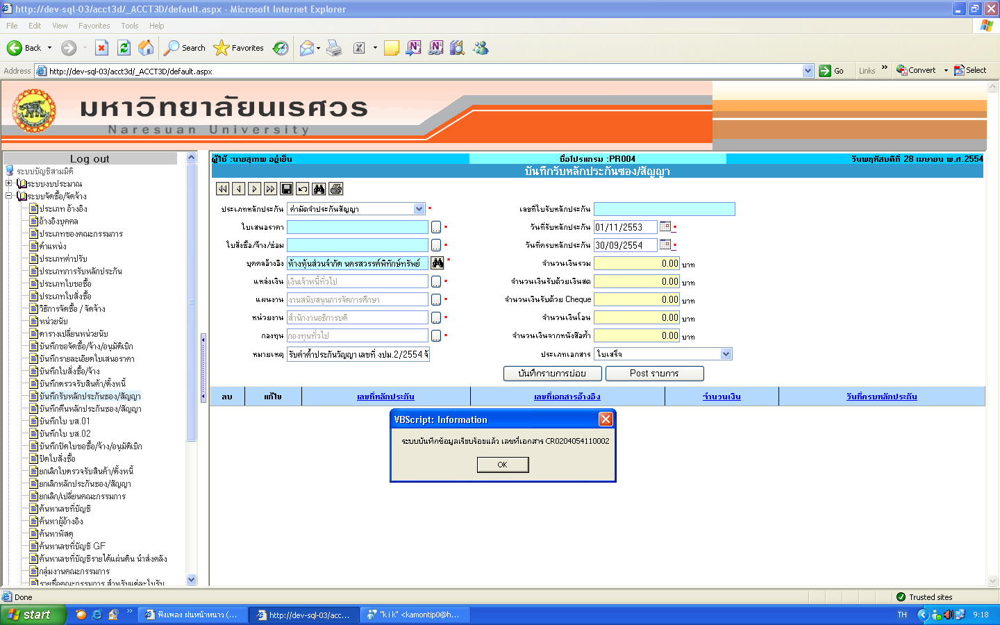 http://dev-sql-03/acct3d/_ACCT3D/default.aspx - Microsoft Internet Explorer
File Edit View Favorites Tools Help
Back Search Favorites
Address http://dev-sql-03/acct3d/_ACCT3D/default.aspx Go Links Convert Select
มหาวิทยาลัยนเรศวร
Naresuan University
Log out
ระบบบัญชีสามมิติ
ระบบงบประมาณ
ระบบจัดซื้อ/จัดจ้าง
ประเภท อ้างอิง
อ้างอิงบุคคล
ประเภทของคณะกรรมการ
ตำแหน่ง
ประเภทค่าปรับ
ประเภทการรับหลักประกัน
ประเภทใบขอซื้อ
ประเภทใบสั่งซื้อ
วิธีการจัดซื้อ / จัดจ้าง
หน่วยนับ
ตารางเปลี่ยนหน่วยนับ
บันทึกขอจัดซื้อ/จ้าง/อนุมัติเบิก
บันทึกรายละเอียดใบเสนอราคา
บันทึกใบสั่งซื้อ/จ้าง
บันทึกตรวจรับสินค้า/ตั้งหนี้
บันทึกรับหลักประกันซอง/สัญญา
บันทึกคืนหลักประกันซอง/สัญญา
บันทึกใบ บส.01
บันทึกใบ บส.02
บันทึกปิดใบขอซื้อ/จ้าง/อนุมัติเบิก
ปิดใบสั่งซื้อ
ยกเลิกใบตรวจรับสินค้า/ตั้งหนี้
ยกเลิกหลักประกันซอง/สัญญา
ยกเลิก/เปลี่ยนคณะกรรมการ
ค้นหาเลขที่บัญชี
ค้นหาผู้อ้างอิง
ค้นหาพัสดุ
ค้นหาเลขที่บัญชี GF
ค้นหาเลขที่บัญชีรายได้แผ่นดิน นำส่งคลัง
กลุ่มงานคณะกรรมการ
รายชื่อคณะกรรมการ สำหรับแต่ละใบรับ
ผู้ใช้ :นายสุเทพ อยู่เย็น ชื่อโปรแกรม :PR004 วันพฤหัสบดีที่ 28 เมษายน พ.ศ.2554
บันทึกรับหลักประกันซอง/สัญญา
ประเภทหลักประกัน ค่ามัดจำประกันสัญญา * เลขที่ใบรับหลักประกัน
ใบเสนอราคา ... * วันที่รับหลักประกัน 01/11/2553 *
ใบสั่งซื้อ/จ้าง/ซ่อม ... * วันที่ครบหลักประกัน 30/09/2554 *
บุคคลอ้างอิง ห้างหุ้นส่วนจำกัด นครสวรรค์พิทักษ์ทรัพย์ * จำนวนเงินรวม 0.00 บาท
แหล่งเงิน เงินเจ้าหนี้ทั่วไป ... * จำนวนเงินรับด้วยเงินสด 0.00 บาท
แผนงาน งานสนับสนุนการจัดการศึกษา ... * จำนวนเงินรับด้วย Cheque 0.00 บาท
หน่วยงาน สำนักงานอธิการบดี ... * จำนวนเงินโอน 0.00 บาท
กองทุน กองทุนทั่วไป ... * จำนวนเงินจากหนังสือค้ำ 0.00 บาท
หมายเหตุ รับค่าค้ำประกันวัญญา เลขที่ งปม.2/2554 จั ประเภทเอกสาร ใบเสร็จ
บันทึกรายการย่อย Post รายการ
ลบ แก้ไข เลขที่หลักประกัน เลขที่เอกสารอ้างอิง จำนวนเงิน วันที่ครบหลักประกัน
VBScript: Information
ระบบบันทึกข้อมูลเรียบร้อยแล้ว เลขที่เอกสาร CR0204054110002
OK
Done Trusted sites
start ฟังเพลง ฝนหน้าหนาว (... http://dev-sql-03/acc... "k i k" <kamontip0@h... TH 9:18